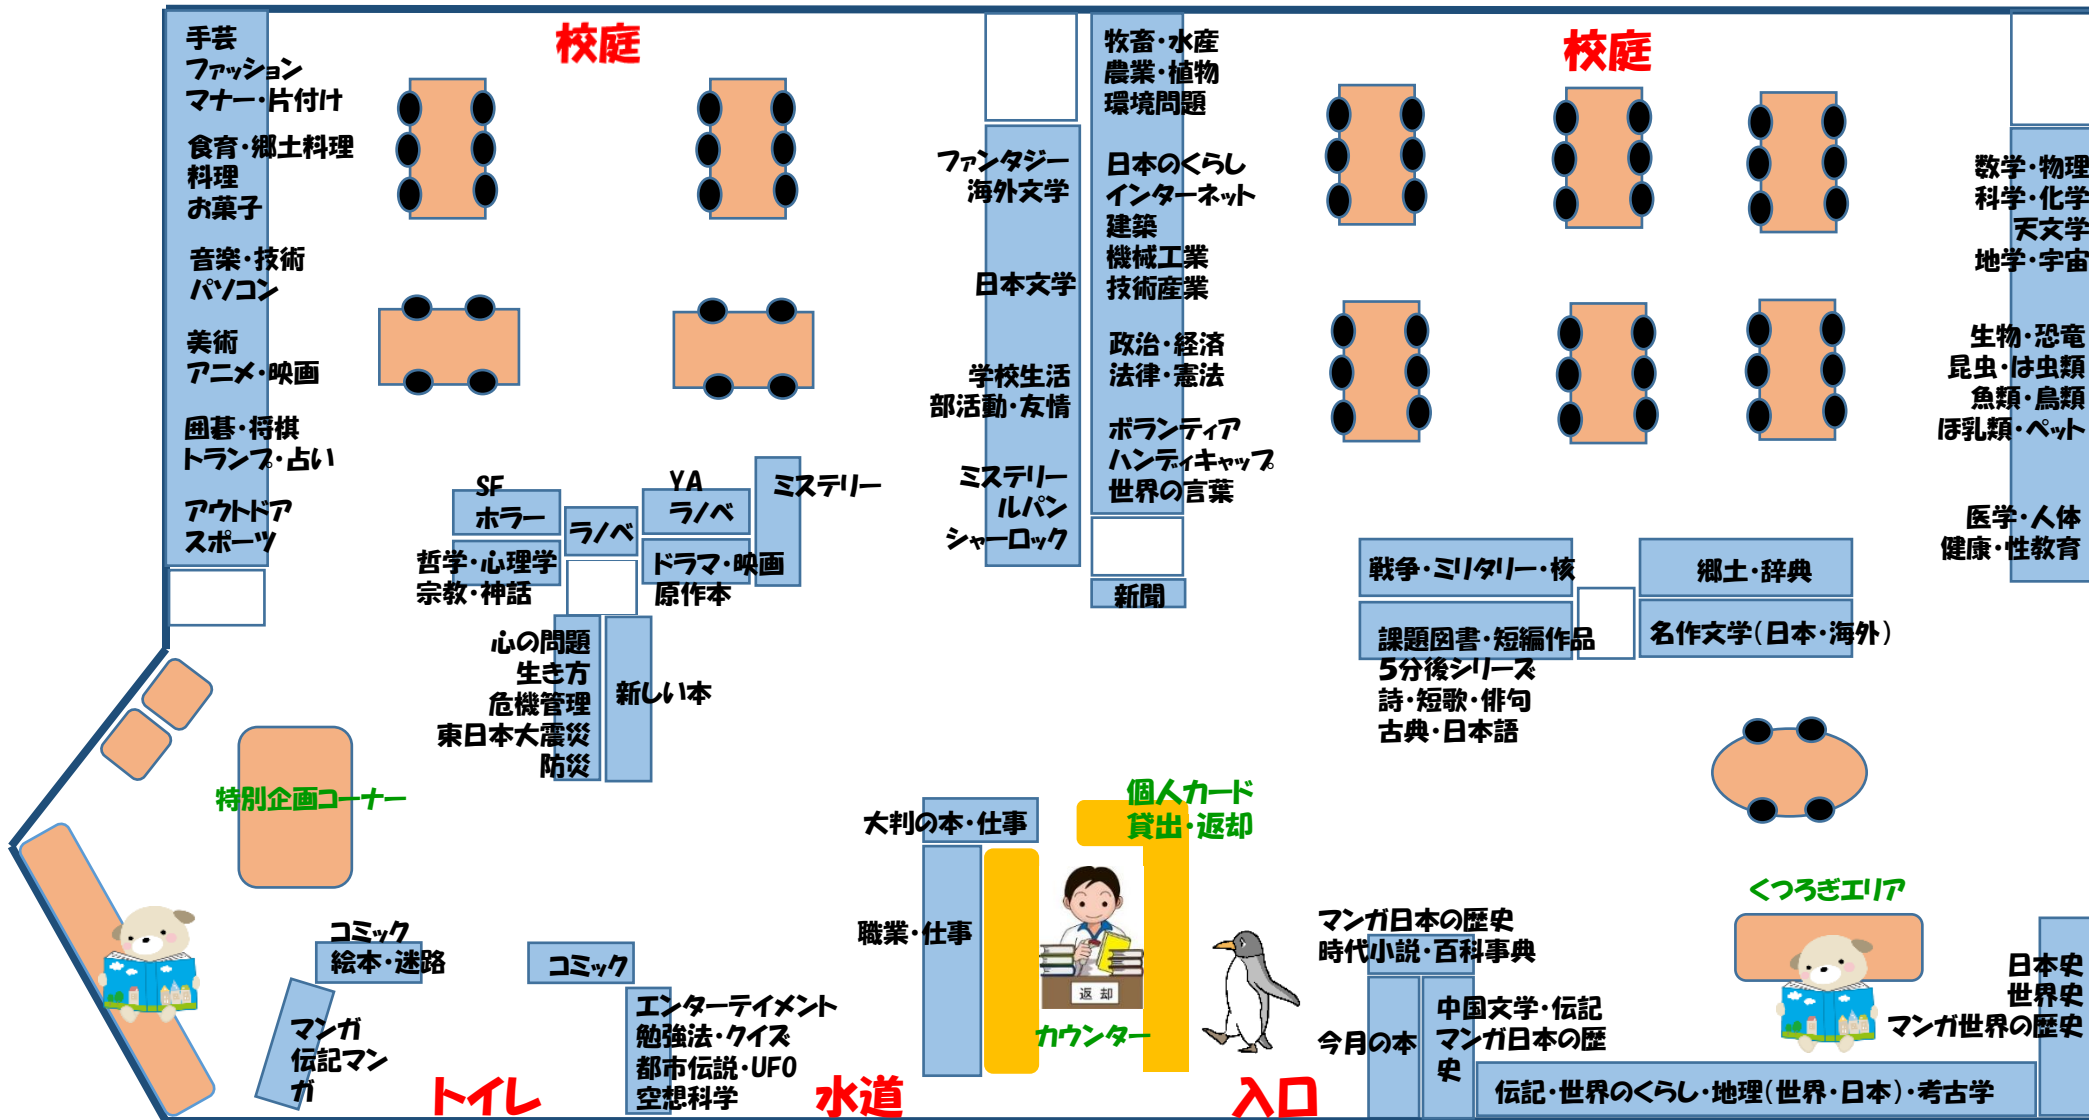 校庭
校庭
手芸
ファッション
マナー・片付け
食育・郷土料理
料理
お菓子
音楽・技術
パソコン
美術
アニメ・映画
囲碁・将棋
トランプ・占い
アウトドア
スポーツ
SF
ホラー
ラノベ
YA
ラノベ
ミステリー
哲学・心理学
宗教・神話
ドラマ・映画
原作本
心の問題
生き方
危機管理
東日本大震災
防災
新しい本
ファンタジー
海外文学
日本文学
学校生活
部活動・友情
ミステリー
ルパン
シャーロック
牧畜・水産
農業・植物
環境問題
日本のくらし
インターネット
建築
機械工業
技術産業
政治・経済
法律・憲法
ボランティア
ハンディキャップ
世界の言葉
新聞
数学・物理
科学・化学
天文学
地学・宇宙
生物・恐竜
昆虫・は虫類
魚類・鳥類
ほ乳類・ペット
医学・人体
健康・性教育
戦争・ミリタリー・核
郷土・辞典
課題図書・短編作品
5分後シリーズ
詩・短歌・俳句
古典・日本語
名作文学(日本・海外)
特別企画コーナー
コミック
絵本・迷路
マンガ
伝記マン
ガ
コミック
エンターテイメント
勉強法・クイズ
都市伝説・UFO
空想科学
大判の本・仕事
職業・仕事
個人カード
貸出・返却
返却
カウンター
マンガ日本の歴史
時代小説・百科事典
今月の本
中国文学・伝記
マンガ日本の歴
史
くつろぎエリア
日本史
世界史
マンガ世界の歴史
伝記・世界のくらし・地理(世界・日本)・考古学
トイレ
水道
入口